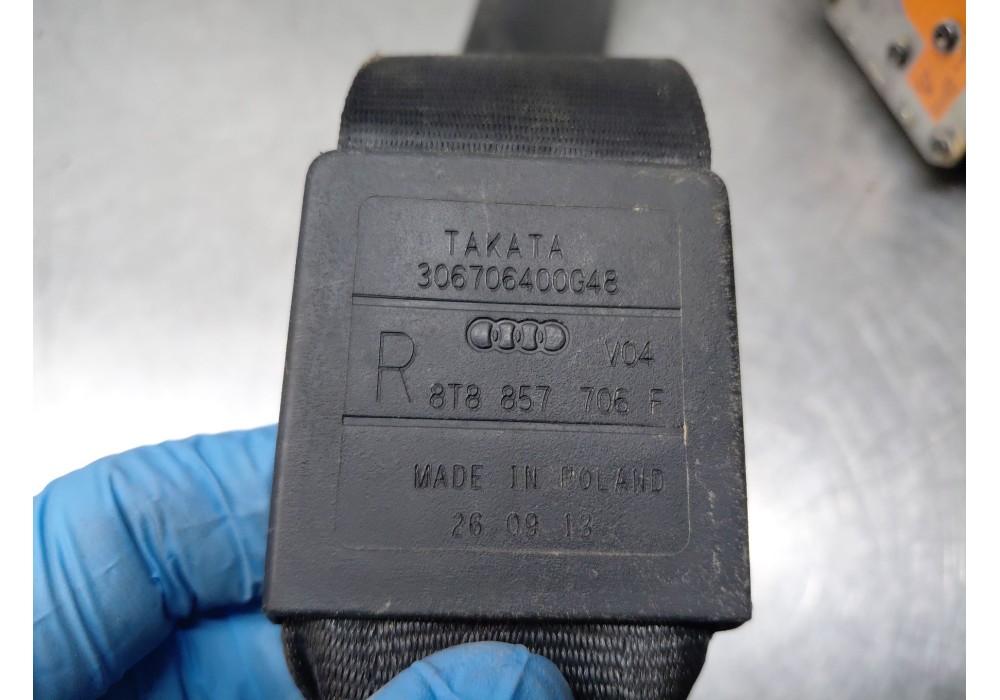 TAKATA
306706400G48
R
V04
8T8 857 706 F
MADE IN POLAND
26 09 13